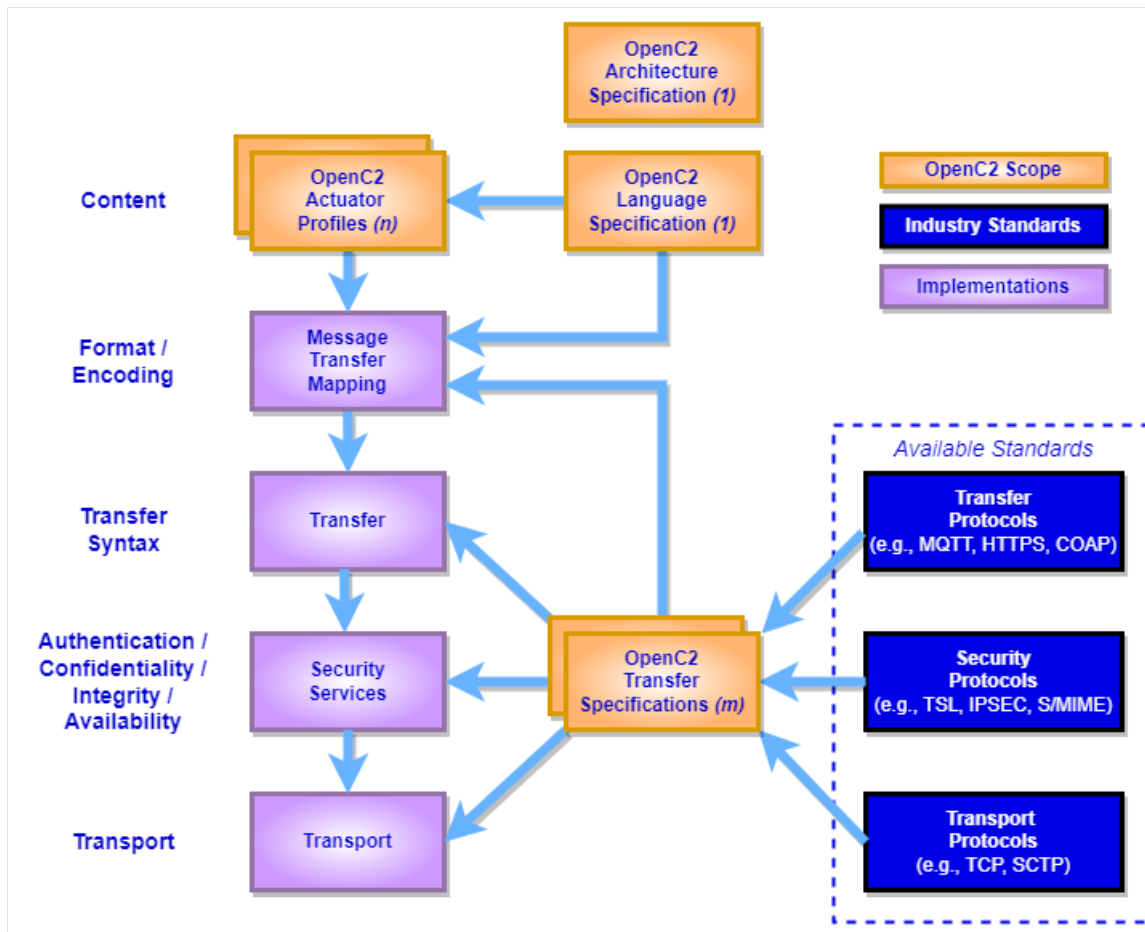 OpenC2
Architecture
Specification (1)
Content
OpenC2
Actuator
Profiles (n)
OpenC2
Language
Specification (1)
OpenC2 Scope
Industry Standards
Implementations
Format /
Encoding
Message
Transfer
Mapping
Available Standards
Transfer
Syntax
Transfer
Transfer
Protocols
(e.g., MQTT, HTTPS, COAP)
Authentication /
Confidentiality /
Integrity /
Availability
Security
Services
OpenC2
Transfer
Specifications (m)
Security
Protocols
(e.g., TSL, IPSEC, S/MIME)
Transport
Transport
Transport
Protocols
(e.g., TCP, SCTP)